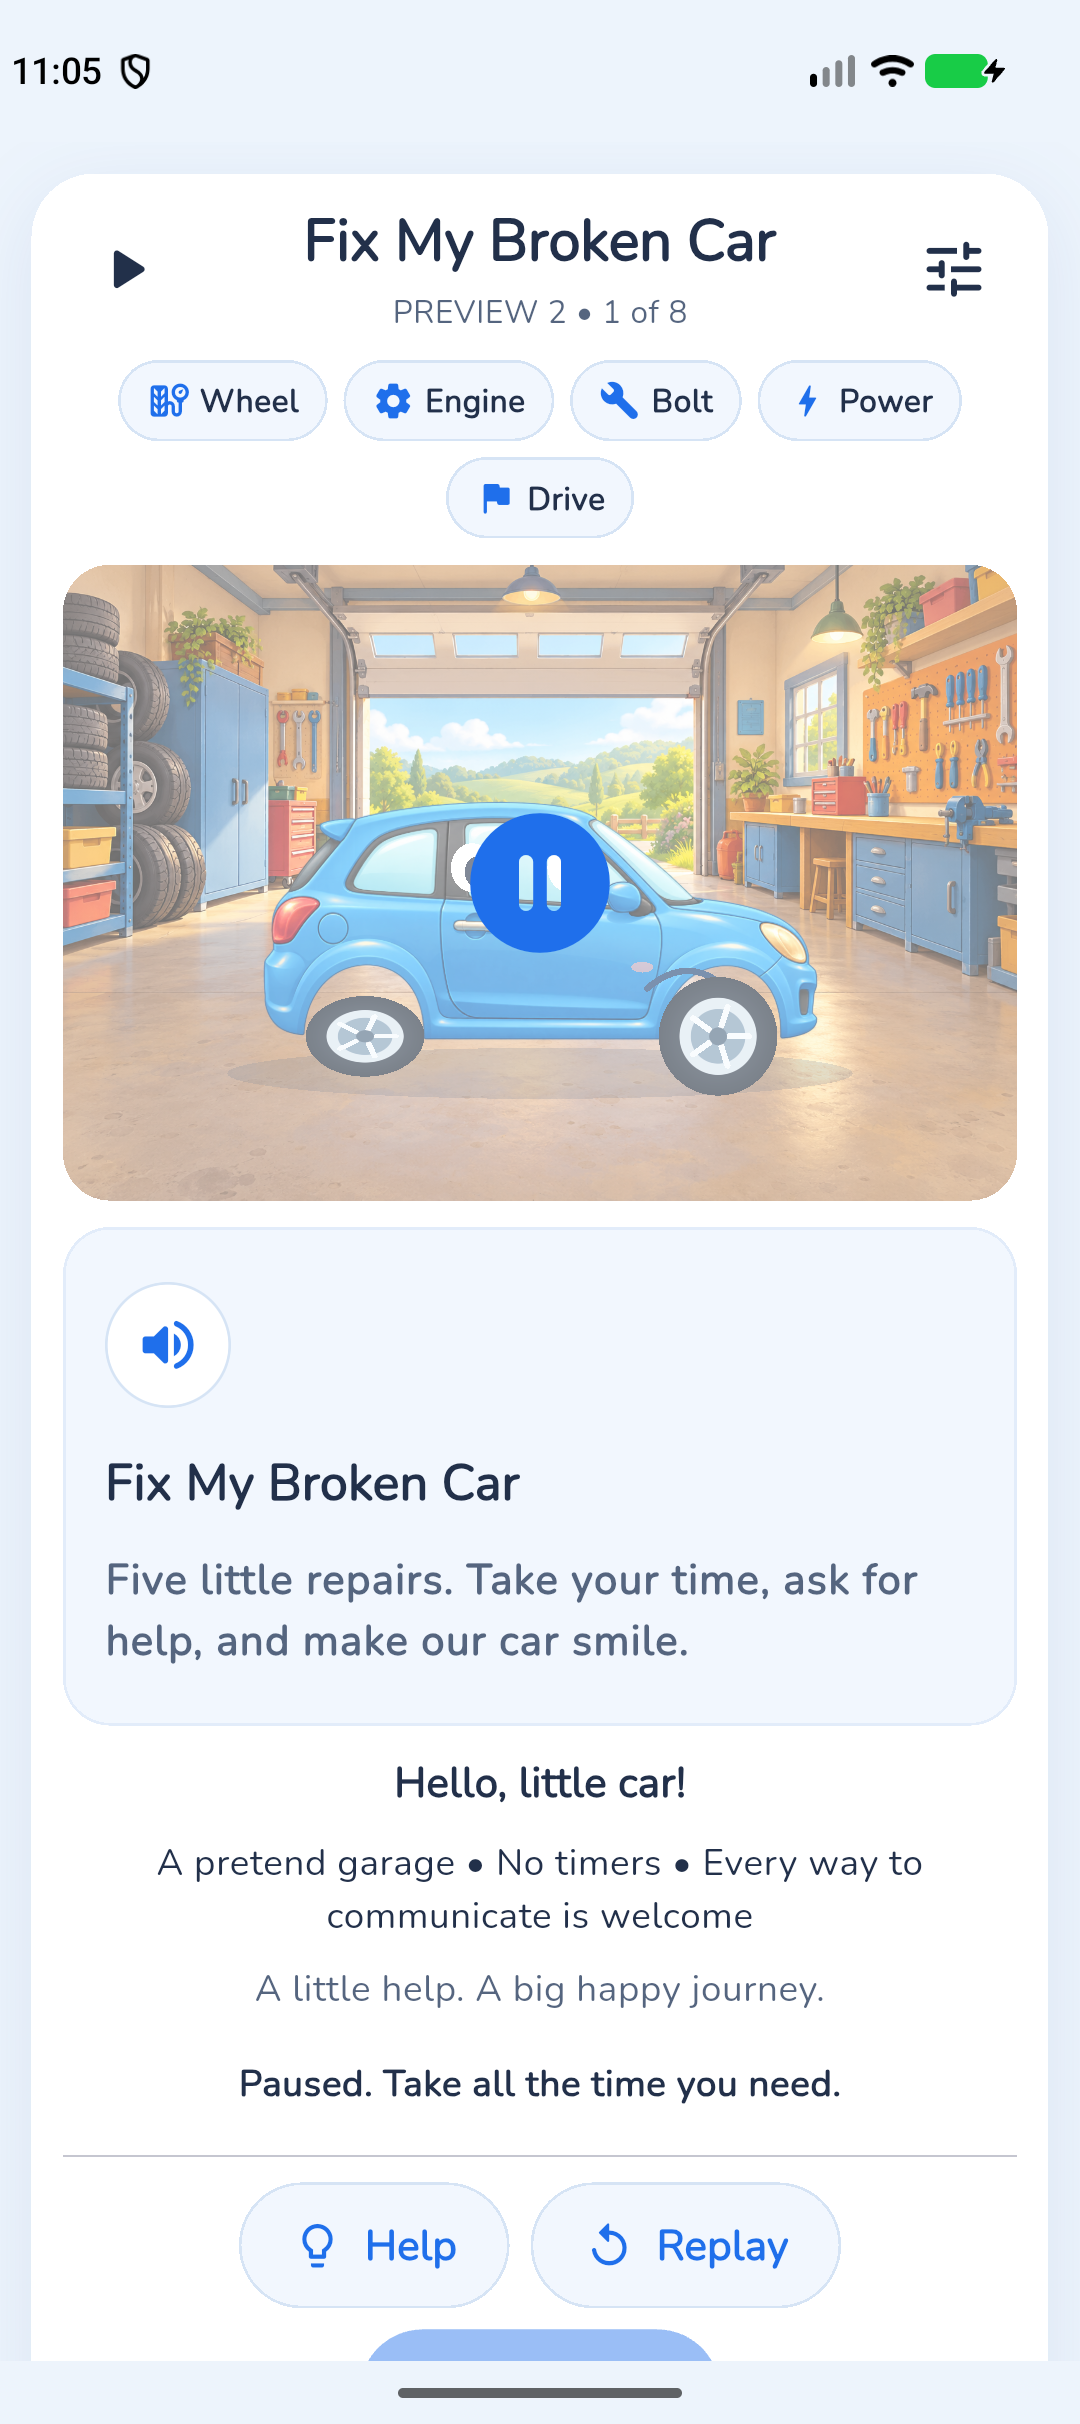 11:05
Fix My Broken Car
PREVIEW 2 • 1 of 8
Wheel
Engine
Bolt
Power
Drive
Fix My Broken Car
Five little repairs. Take your time, ask for
help, and make our car smile.
Hello, little car!
A pretend garage • No timers • Every way to
communicate is welcome
A little help. A big happy journey.
Paused. Take all the time you need.
Help
Replay